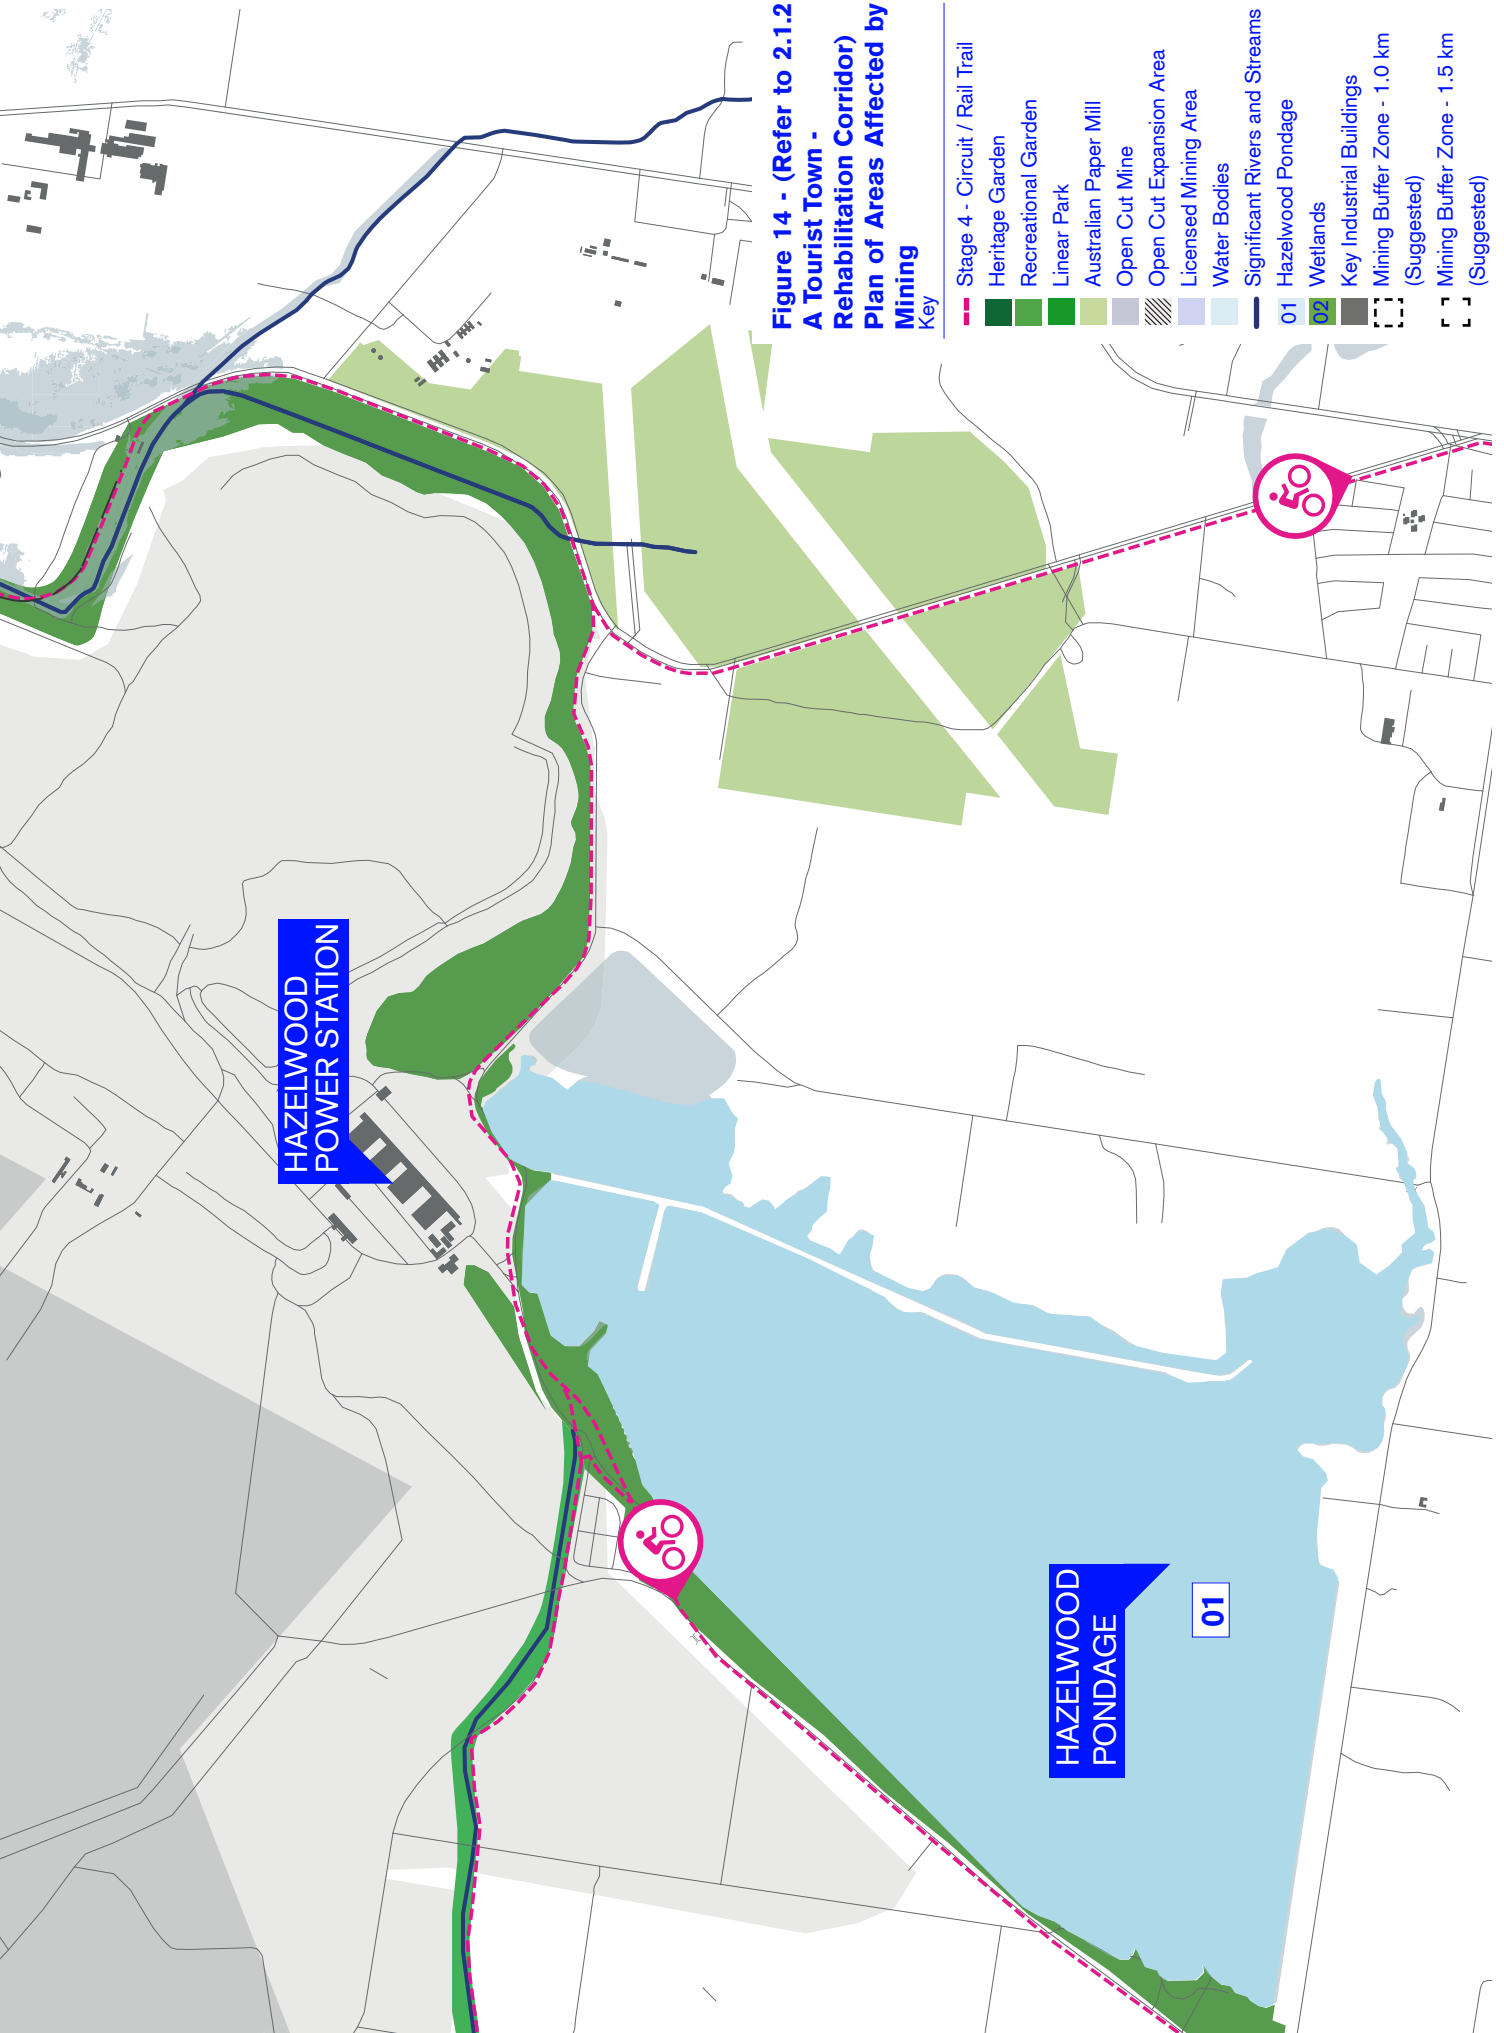 Figure 14 - (Refer to 2.1.2
A Tourist Town -
Rehabilitation Corridor)
Plan of Areas Affected by
Mining
Key
Stage 4 - Circuit / Rail Trail
Heritage Garden
Recreational Garden
Linear Park
Australian Paper Mill
Open Cut Mine
Open Cut Expansion Area
Licensed Mining Area
Water Bodies
Significant Rivers and Streams
01 Hazelwood Pondage
02 Wetlands
Key Industrial Buildings
Mining Buffer Zone - 1.0 km
(Suggested)
Mining Buffer Zone - 1.5 km
(Suggested)
HAZELWOOD
POWER STATION
HAZELWOOD
PONDAGE
01